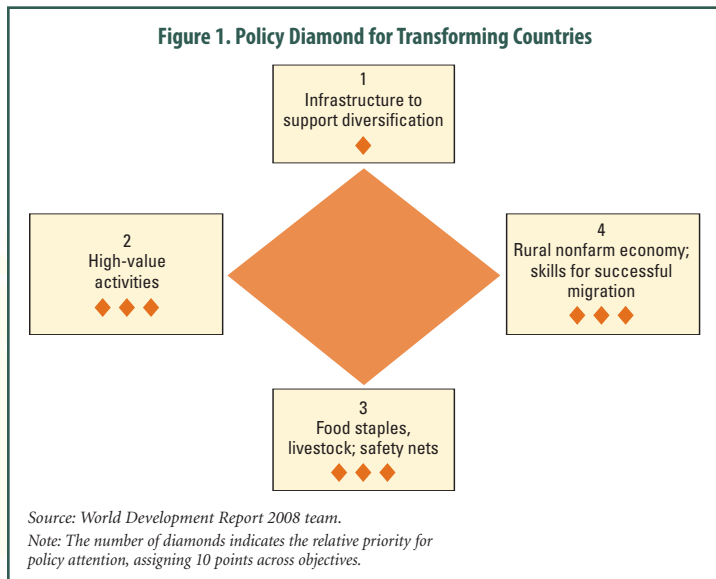 Figure 1. Policy Diamond for Transforming Countries
1
Infrastructure to
support diversification
2
High-value
activities
4
Rural nonfarm economy;
skills for successful
migration
3
Food staples,
livestock; safety nets
Source: World Development Report 2008 team.
Note: The number of diamonds indicates the relative priority for
policy attention, assigning 10 points across objectives.